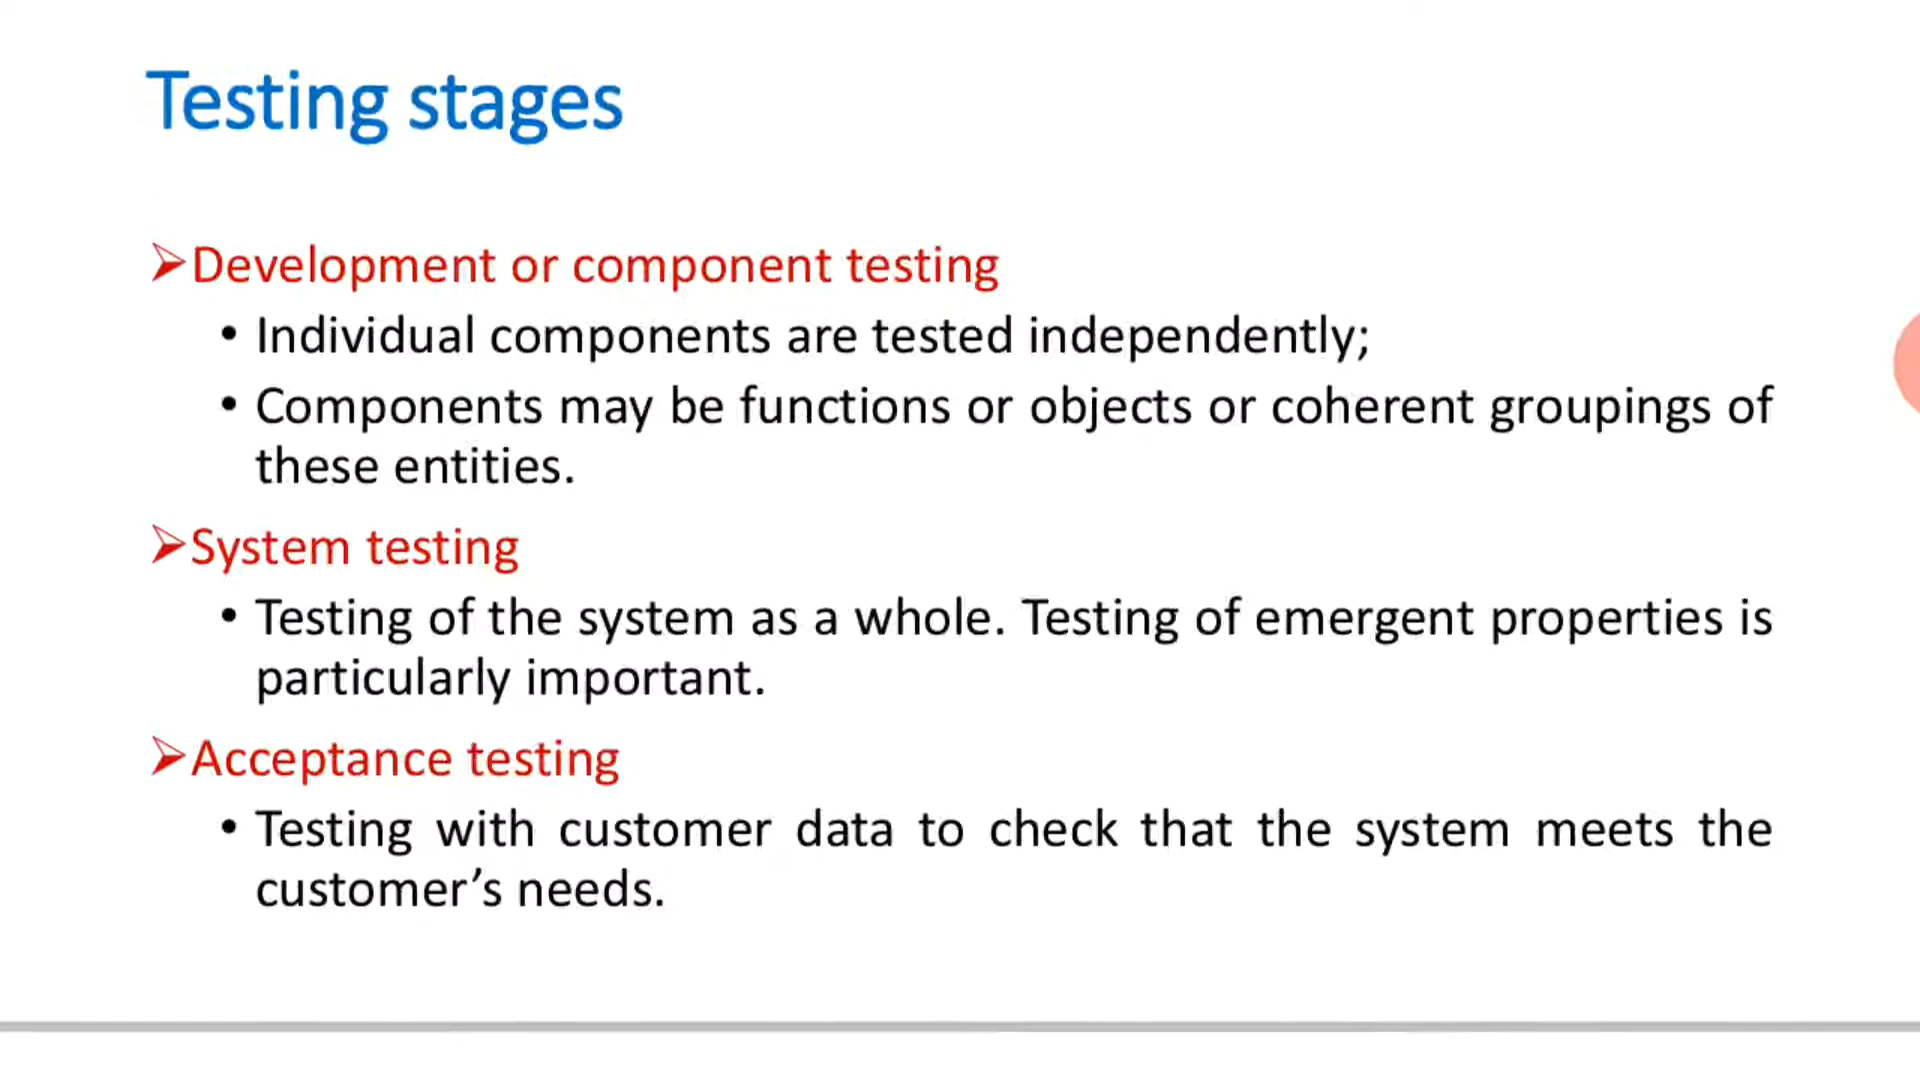 Testing stages
➢Development or component testing
• Individual components are tested independently;
• Components may be functions or objects or coherent groupings of
these entities.
➢System testing
• Testing of the system as a whole. Testing of emergent properties is
particularly important.
➢Acceptance testing
• Testing with customer data to check that the system meets the
customer’s needs.